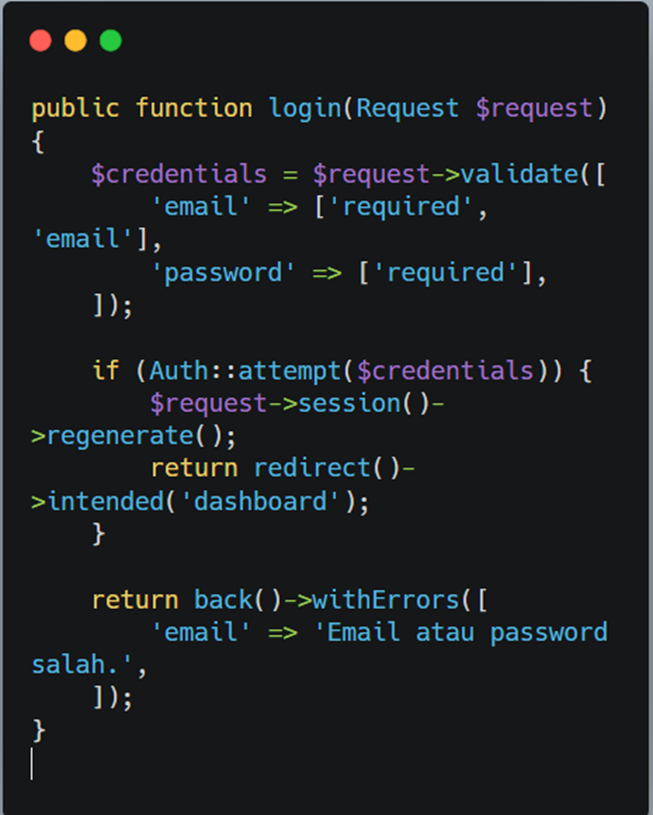 public function login(Request $request)
{
    $credentials = $request->validate([
        'email' => ['required',
'email'],
        'password' => ['required'],
    ]);

    if (Auth::attempt($credentials)) {
        $request->session()-
>regenerate();
        return redirect()-
>intended('dashboard');
    }

    return back()->withErrors([
        'email' => 'Email atau password
salah.',
    ]);
}